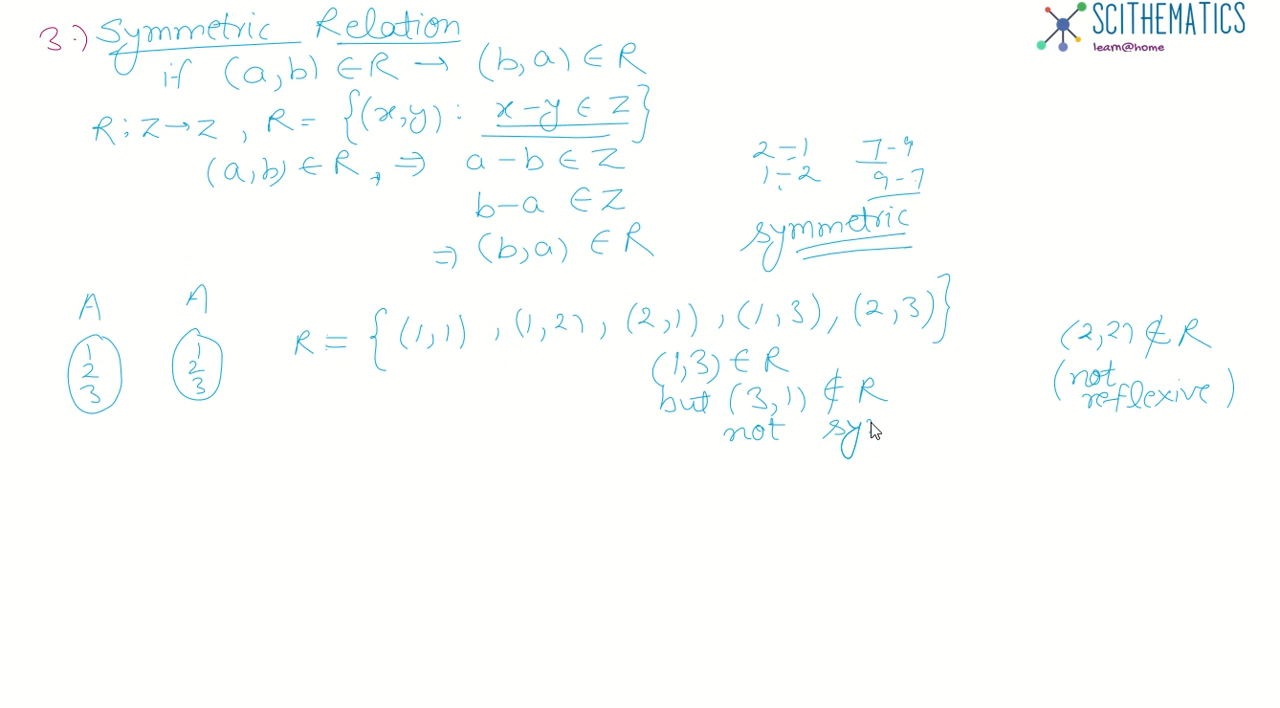 SCITHEMATICS
learn@home
3.) Symmetric Relation
if (a,b) ∈ R → (b,a) ∈ R
R: Z→Z, R = {(x,y) : x-y ∈ Z}
(a,b) ∈ R, ⇒ a-b ∈ Z
b-a ∈ Z
⇒ (b,a) ∈ R
2-1 7-9
1-2 9-7
symmetric
A A
1 1
2 2
3 3
R = {(1,1), (1,2), (2,1), (1,3), (2,3)}
(1,3) ∈ R
but (3,1) ∉ R
not sy
(2,2) ∉ R
(not
reflexive)